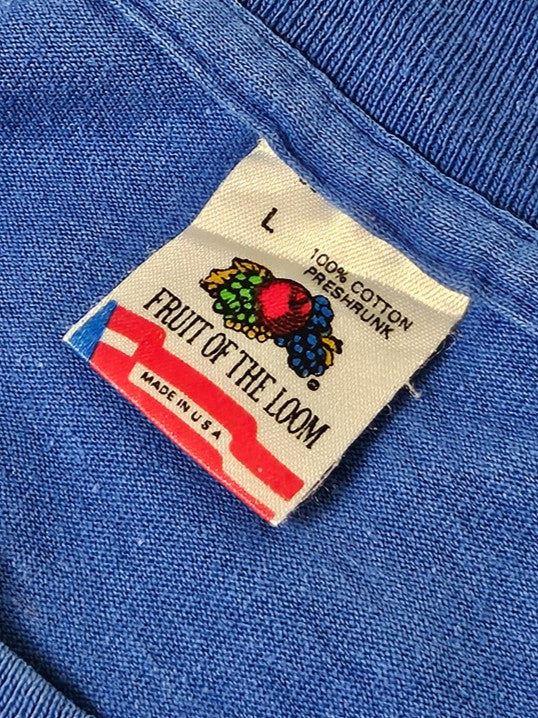 L
100% COTTON
PRESHRUNK
FRUIT OF THE LOOM
®
MADE IN U S A